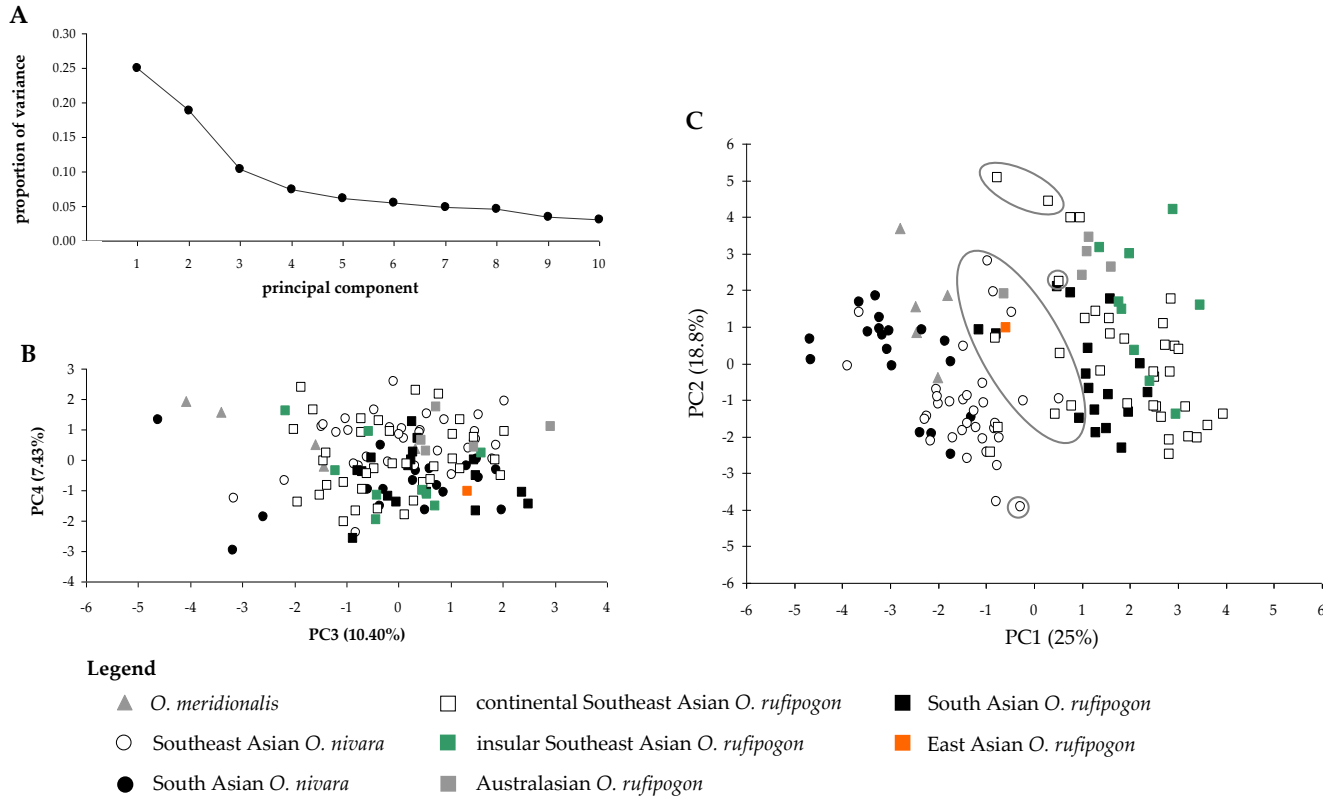 A
0.30
0.25
0.20
0.15
0.10
0.05
0.00
proportion of variance
1 2 3 4 5 6 7 8 9 10
principal component
B
3
2
1
0
-1
-2
-3
-4
PC4 (7.43%)
-6 -5 -4 -3 -2 -1 0 1 2 3 4
PC3 (10.40%)
C
6
5
4
3
2
1
0
-1
-2
-3
-4
-5
-6
PC2 (18.8%)
-6 -5 -4 -3 -2 -1 0 1 2 3 4 5 6
PC1 (25%)
Legend
O. meridionalis
continental Southeast Asian O. rufipogon
South Asian O. rufipogon
Southeast Asian O. nivara
insular Southeast Asian O. rufipogon
East Asian O. rufipogon
South Asian O. nivara
Australasian O. rufipogon